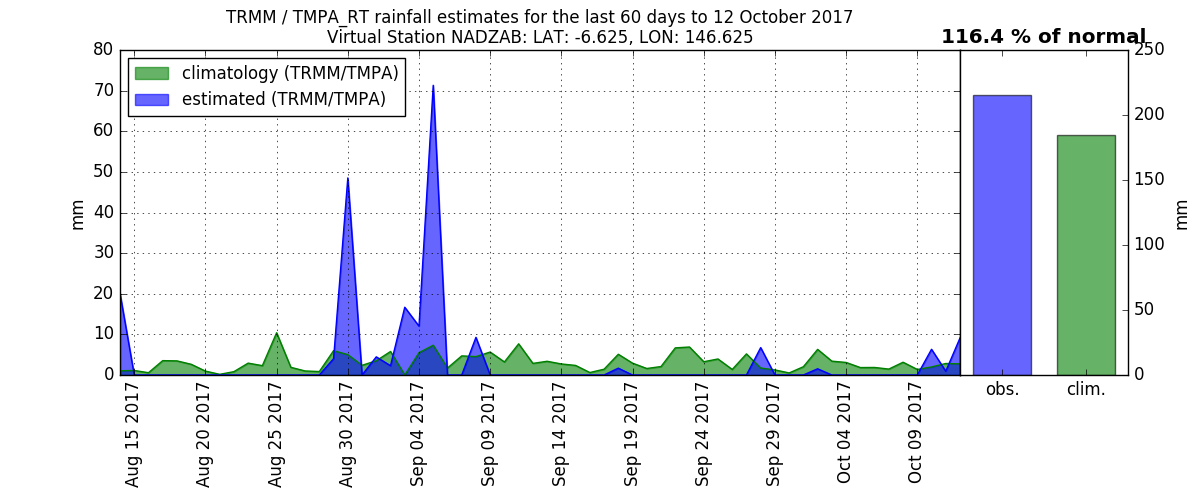 TRMM / TMPA_RT rainfall estimates for the last 60 days to 12 October 2017
Virtual Station NADZAB: LAT: -6.625, LON: 146.625
116.4 % of normal
climatology (TRMM/TMPA)
estimated (TRMM/TMPA)
mm
80
70
60
50
40
30
20
10
0
Aug 15 2017
Aug 20 2017
Aug 25 2017
Aug 30 2017
Sep 04 2017
Sep 09 2017
Sep 14 2017
Sep 19 2017
Sep 24 2017
Sep 29 2017
Oct 04 2017
Oct 09 2017
250
200
150
100
50
0
mm
obs.
clim.